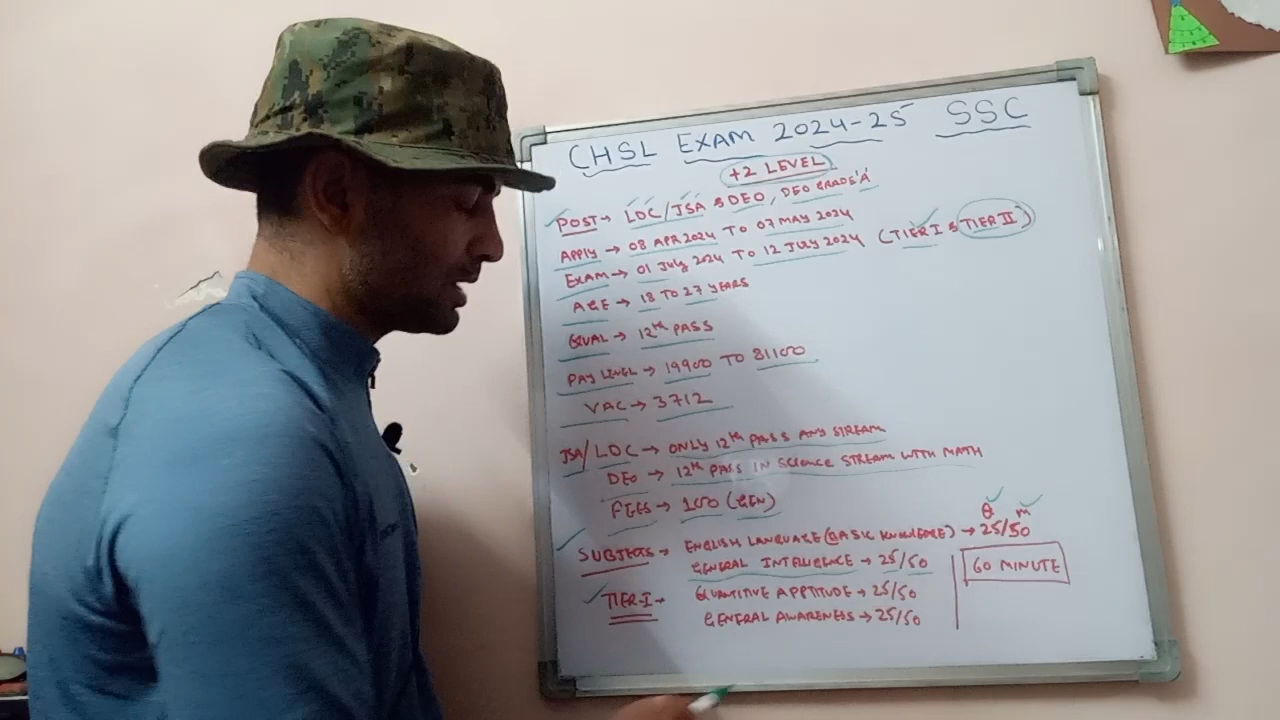 CHSL EXAM 2024-25 SSC
+2 LEVEL
POST → LDC/JSA & DEO, DEO GRADE'A'
APPLY → 08 APR 2024 TO 07 MAY 2024
EXAM → 01 July 2024 TO 12 JULY 2024 (TIER I & TIER II)
AGE → 18 TO 27 YEARS
QUAL → 12th PASS
PAY LEVEL → 19900 TO 81100
VAC → 3712
JSA/LDC → ONLY 12th PASS ANY STREAM
DEO → 12th PASS IN Science STREAM WITH MATH
FEES → 100 (GEN)
Q M
SUBJECTS → ENGLISH LANGUAGE (BASIC KNOWLEDGE) → 25/50
GENERAL INTELLIGENCE → 25/50
60 MINUTE
TIER-I → QUANTITIVE APPTITUDE → 25/50
GENERAL AWARENESS → 25/50